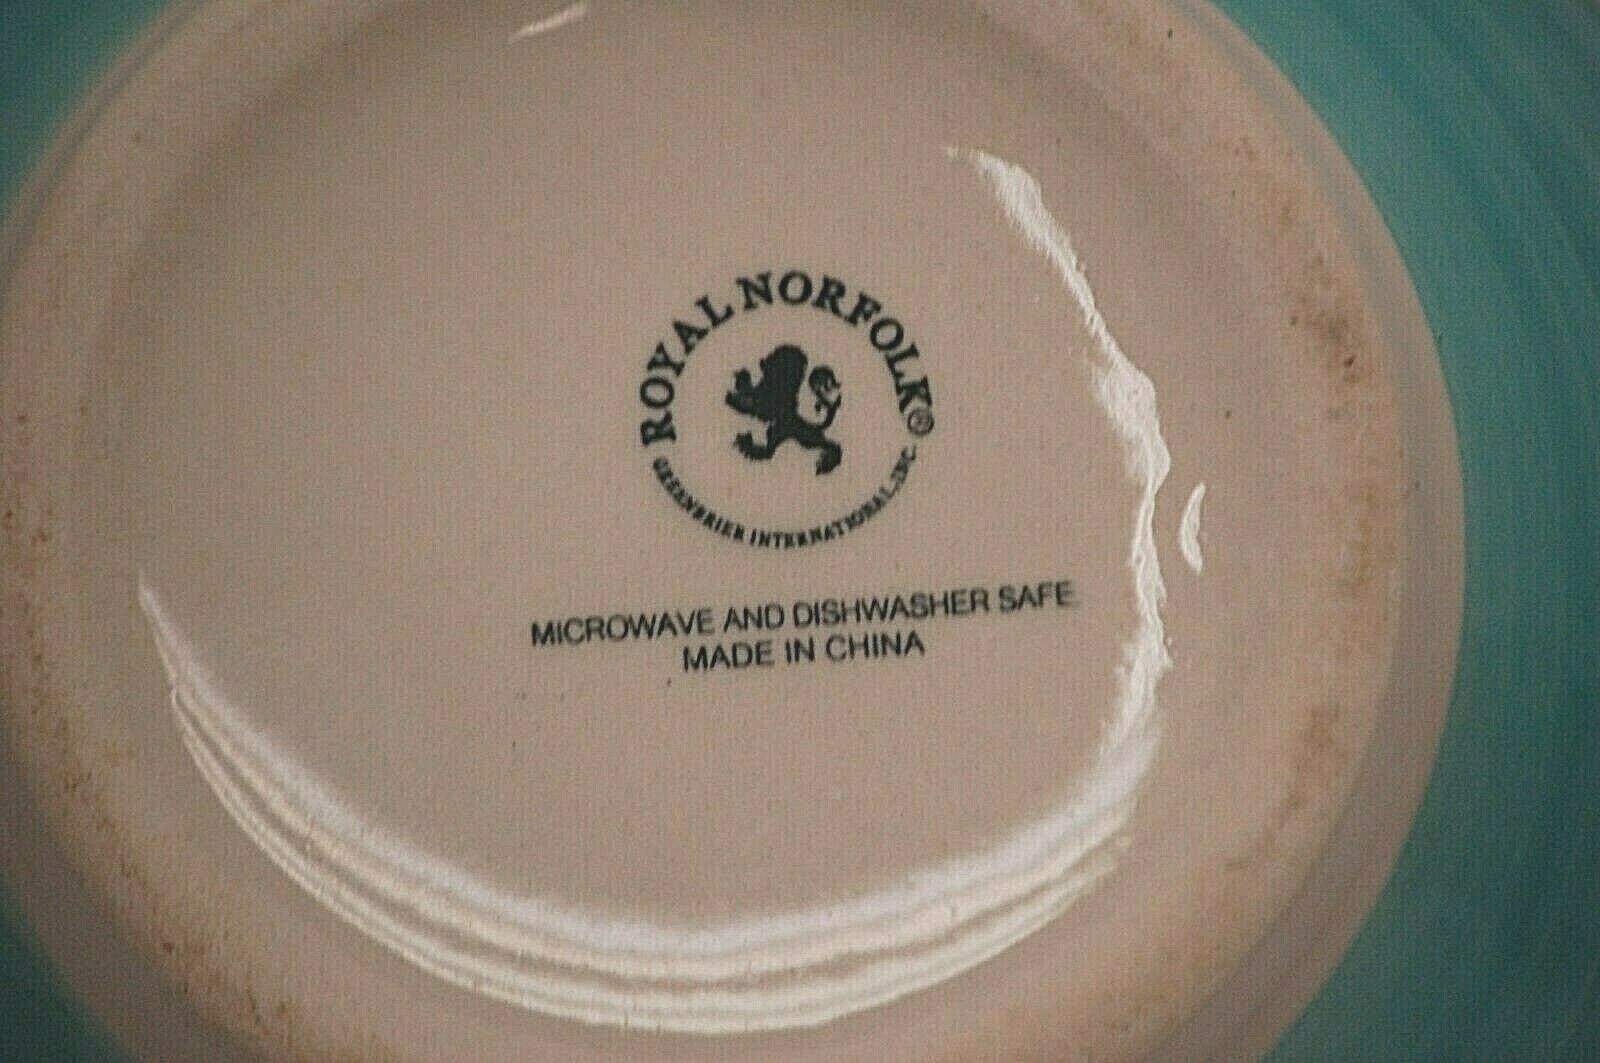 ROYAL NORFOLK®
GREENBRIER INTERNATIONAL, INC.
MICROWAVE AND DISHWASHER SAFE
MADE IN CHINA